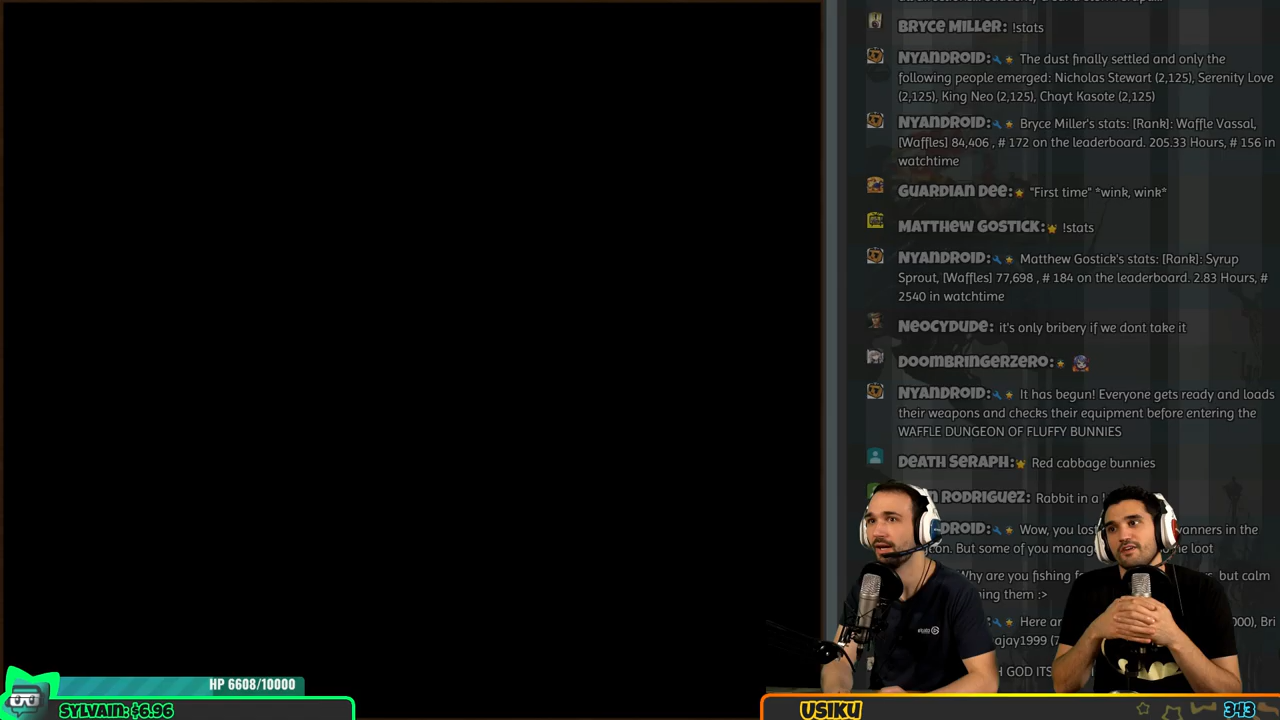 BRYCE MILLER: !stats
NYANDROID: The dust finally settled and only the
following people emerged: Nicholas Stewart (2,125), Serenity Love
(2,125), King Neo (2,125), Chayt Kasote (2,125)
NYANDROID: Bryce Miller's stats: [Rank]: Waffle Vassal,
[Waffles] 84,406 , # 172 on the leaderboard. 205.33 Hours, # 156 in
watchtime
GUARDIAN DEE: "First time" *wink, wink*
MATTHEW GOSTICK: !stats
NYANDROID: Matthew Gostick's stats: [Rank]: Syrup
Sprout, [Waffles] 77,698 , # 184 on the leaderboard. 2.83 Hours, #
2540 in watchtime
NEOCYDUDE: it's only bribery if we dont take it
DOOMBRINGERZERO:
NYANDROID: It has begun! Everyone gets ready and loads
their weapons and checks their equipment before entering the
WAFFLE DUNGEON OF FLUFFY BUNNIES
DEATH SERAPH: Red cabbage bunnies
RODRIGUEZ: Rabbit in a
DROID: Wow, you lost in the
But some of you loot
Why are you fishing but calm
them :>
Here
ajay1999
GOD ITS
HP 6608/10000
SYLVAIN: $6.96
USIKU
343